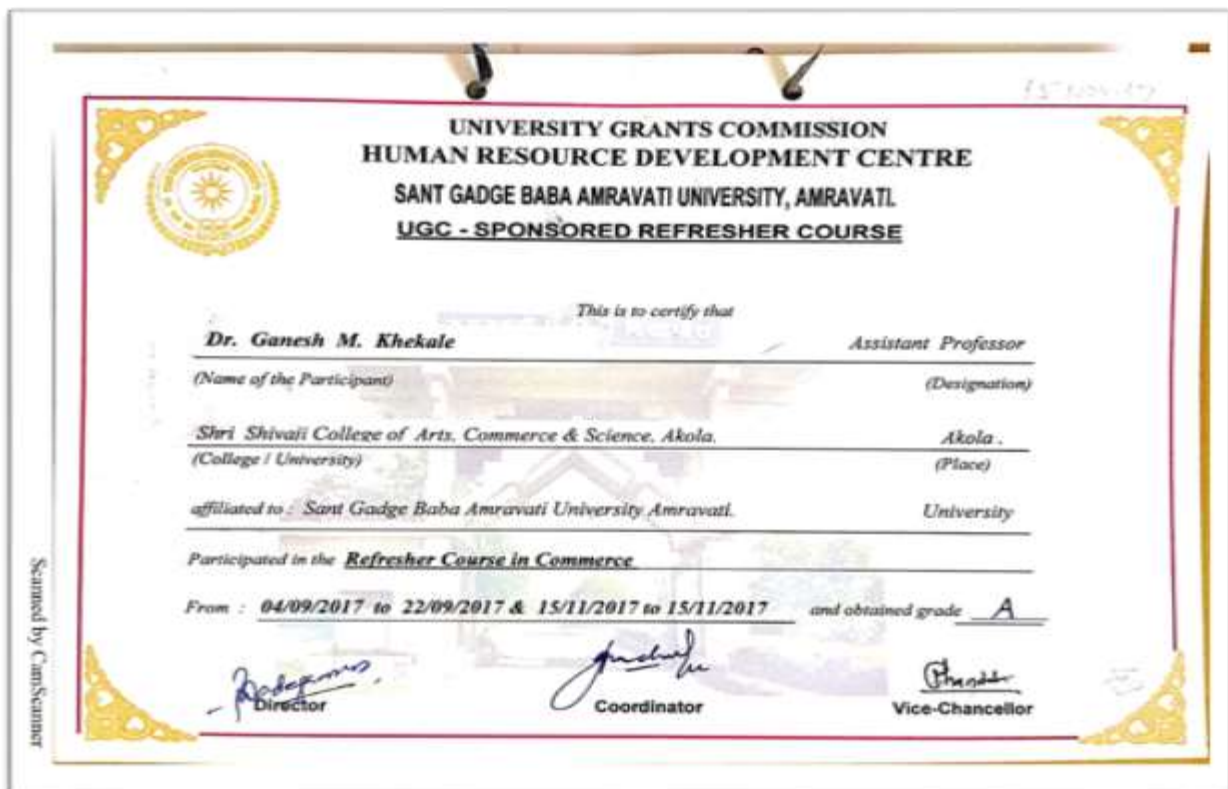 UNIVERSITY GRANTS COMMISSION
HUMAN RESOURCE DEVELOPMENT CENTRE
SANT GADGE BABA AMRAVATI UNIVERSITY, AMRAVATI.
UGC - SPONSORED REFRESHER COURSE
This is to certify that
Dr. Ganesh M. Khekale Assistant Professor
(Name of the Participant) (Designation)
Shri Shivaji College of Arts, Commerce & Science, Akola. Akola .
(College / University) (Place)
affiliated to : Sant Gadge Baba Amravati University Amravati. University
Participated in the Refresher Course in Commerce
From : 04/09/2017 to 22/09/2017 & 15/11/2017 to 15/11/2017 and obtained grade A
Director Coordinator Vice-Chancellor
Scanned by CamScanner